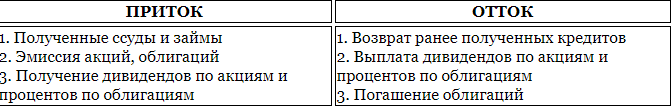 ПРИТОК
ОТТОК
1. Полученные ссуды и займы
2. Эмиссия акций, облигаций
3. Получение дивидендов по акциям и
процентов по облигациям
1. Возврат ранее полученных кредитов
2. Выплата дивидендов по акциям и
процентов по облигациям
3. Погашение облигаций